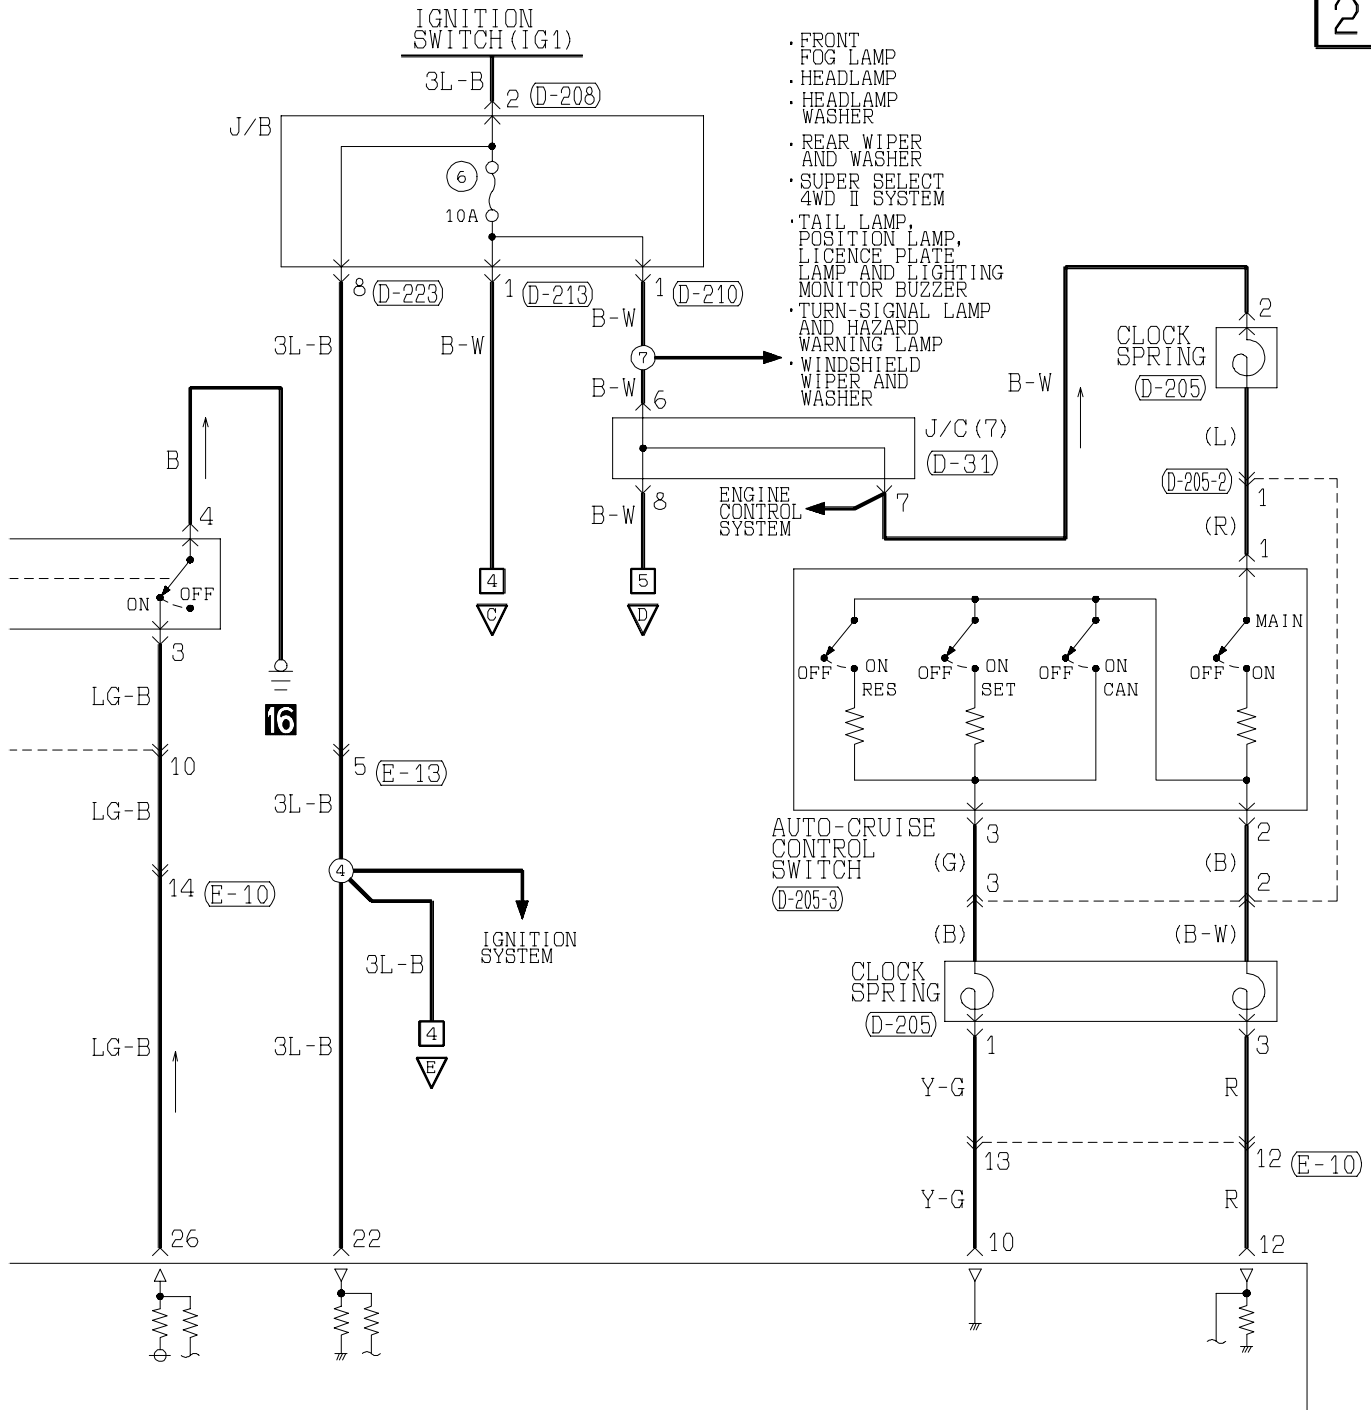 2
IGNITION
SWITCH(IG1)
3L-B
2 (D-208)
J/B
6
10A
8 (D-223)
1 (D-213)
1 (D-210)
3L-B
B-W
B-W
7
B-W
6
· FRONT
FOG LAMP
· HEADLAMP
· HEADLAMP
WASHER
· REAR WIPER
AND WASHER
· SUPER SELECT
4WD Ⅱ SYSTEM
· TAIL LAMP,
POSITION LAMP,
LICENCE PLATE
LAMP AND LIGHTING
MONITOR BUZZER
· TURN-SIGNAL LAMP
AND HAZARD
WARNING LAMP
· WINDSHIELD
WIPER AND
WASHER
J/C(7)
(D-31)
8
7
B-W
ENGINE
CONTROL
SYSTEM
4
C
5
D
B-W
2
CLOCK
SPRING
(D-205)
(L)
(D-205-2)
1
(R)
1
B
4
ON
OFF
3
LG-B
16
10
LG-B
14 (E-10)
LG-B
26
5 (E-13)
3L-B
4
IGNITION
SYSTEM
3L-B
4
E
3L-B
22
OFF
ON
RES
OFF
ON
SET
OFF
ON
CAN
MAIN
OFF
ON
AUTO-CRUISE
CONTROL
SWITCH
(D-205-3)
3
2
(G)
(B)
3
2
(B)
(B-W)
CLOCK
SPRING
(D-205)
1
3
Y-G
R
13
12 (E-10)
Y-G
R
10
12